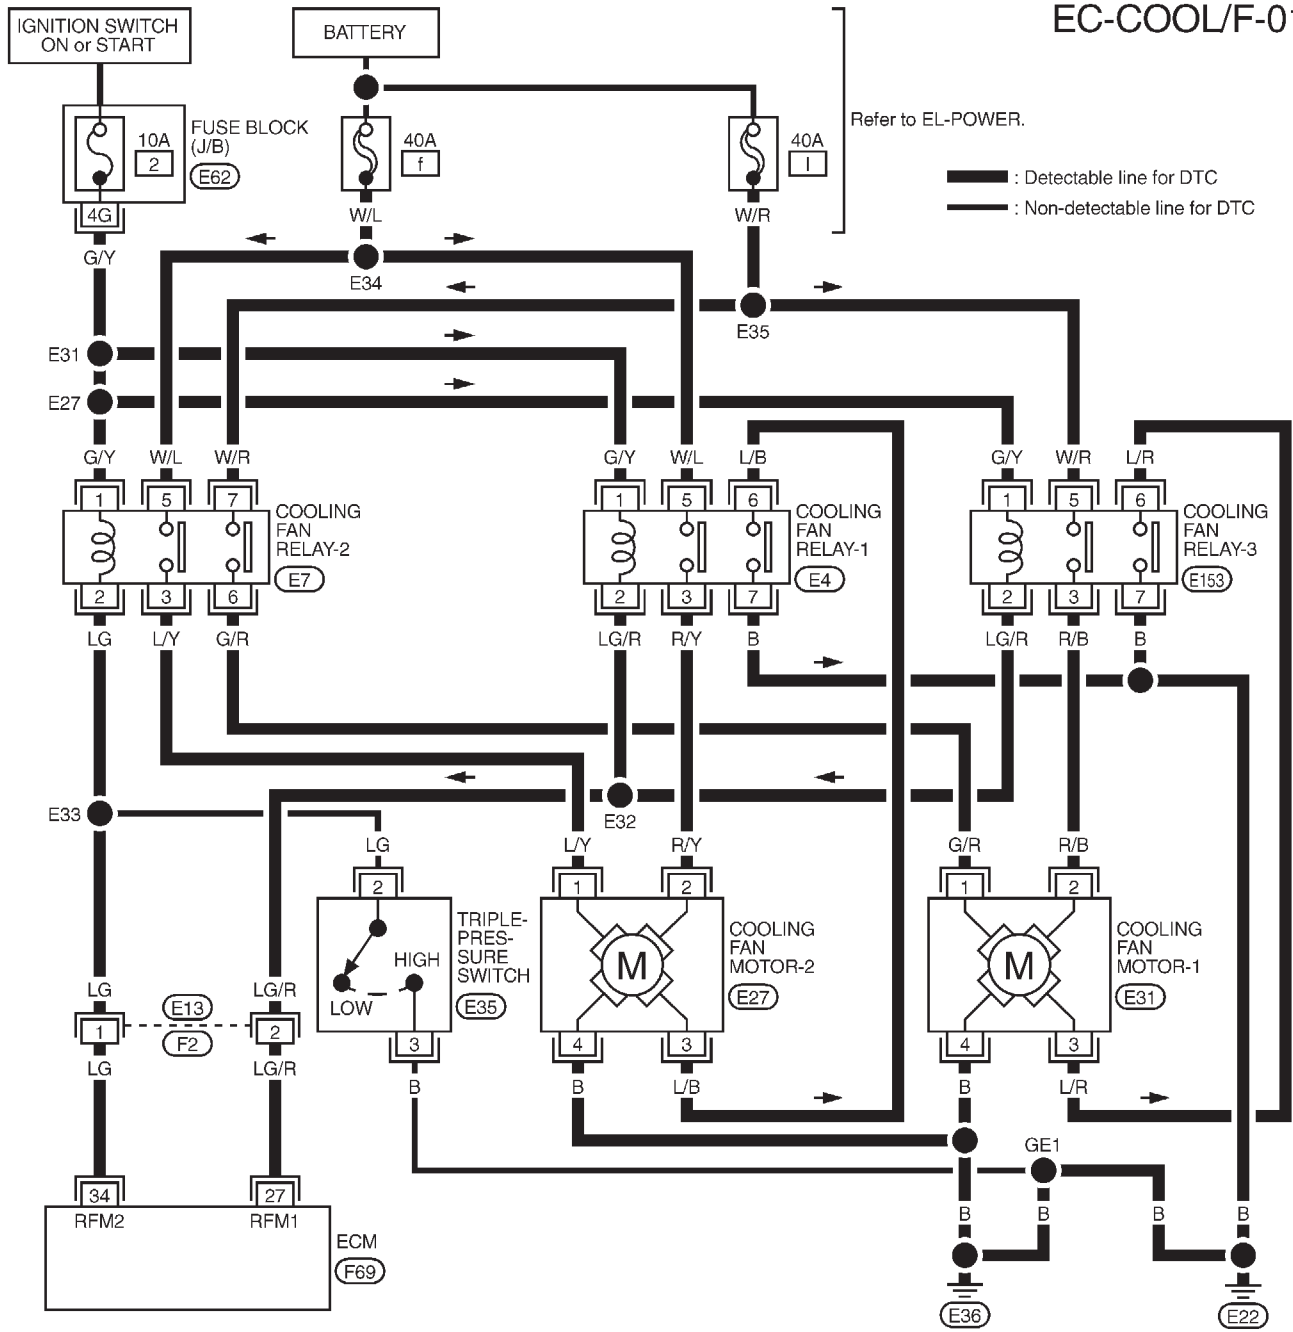 EC-COOL/F-01
IGNITION SWITCH
ON or START
BATTERY
Refer to EL-POWER.
: Detectable line for DTC
: Non-detectable line for DTC
10A
2
FUSE BLOCK
(J/B)
E62
40A
f
40A
I
4G
W/L
W/R
G/Y
E34
E35
E31
E27
G/Y W/L W/R G/Y W/L L/B G/Y W/R L/R
1 5 7 1 5 6 1 5 6
COOLING
FAN
RELAY-2
E7
COOLING
FAN
RELAY-1
E4
COOLING
FAN
RELAY-3
E153
2 3 6 2 3 7 2 3 7
LG L/Y G/R LG/R R/Y B LG/R R/B B
E33
E32
LG L/Y R/Y G/R R/B
2 1 2 1 2
TRIPLE-
PRES-
SURE
SWITCH
E35
HIGH
LOW
M
COOLING
FAN
MOTOR-2
E27
M
COOLING
FAN
MOTOR-1
E31
LG LG/R
E13
1 2
F2
LG LG/R
3 4 3 4 3
B B L/B B L/R
GE1
34 27
RFM2 RFM1
ECM
F69
B B B B
E36 E22